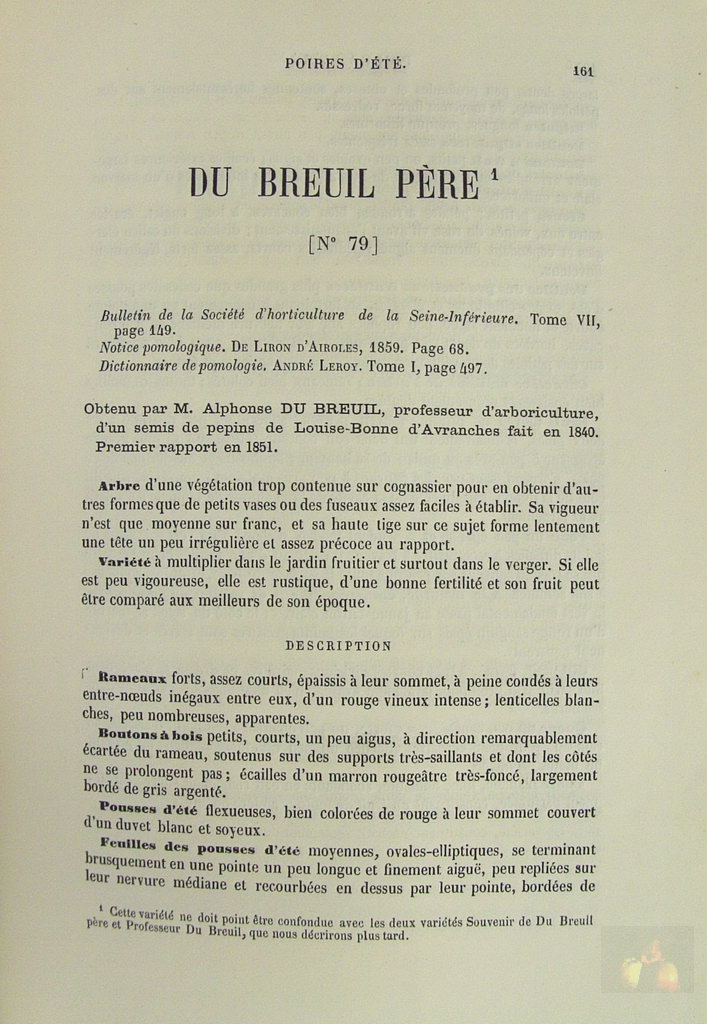 POIRES D'ÉTÉ.
161
DU BREUIL PÈRE ¹
[N° 79]
Bulletin de la Société d'horticulture de la Seine-Inférieure. Tome VII,
page 149.
Notice pomologique. DE LIRON D'AIROLES, 1859. Page 68.
Dictionnaire de pomologie. ANDRÉ LEROY. Tome I, page 497.
Obtenu par M. Alphonse DU BREUIL, professeur d'arboriculture,
d'un semis de pepins de Louise-Bonne d'Avranches fait en 1840.
Premier rapport en 1851.
Arbre d'une végétation trop contenue sur cognassier pour en obtenir d'au-
tres formes que de petits vases ou des fuseaux assez faciles à établir. Sa vigueur
n'est que moyenne sur franc, et sa haute tige sur ce sujet forme lentement
une tête un peu irrégulière et assez précoce au rapport.
Variété à multiplier dans le jardin fruitier et surtout dans le verger. Si elle
est peu vigoureuse, elle est rustique, d'une bonne fertilité et son fruit peut
être comparé aux meilleurs de son époque.
DESCRIPTION
Rameaux forts, assez courts, épaissis à leur sommet, à peine coudés à leurs
entre-nœuds inégaux entre eux, d'un rouge vineux intense; lenticelles blan-
ches, peu nombreuses, apparentes.
Boutons à bois petits, courts, un peu aigus, à direction remarquablement
écartée du rameau, soutenus sur des supports très-saillants et dont les côtés
ne se prolongent pas; écailles d'un marron rougeâtre très-foncé, largement
bordé de gris argenté.
Pousses d'été flexueuses, bien colorées de rouge à leur sommet couvert
d'un duvet blanc et soyeux.
Feuilles des pousses d'été moyennes, ovales-elliptiques, se terminant
brusquement en une pointe un peu longue et finement aiguë, peu repliées sur
leur nervure médiane et recourbées en dessus par leur pointe, bordées de
¹ Cette variété ne doit point être confondue avec les deux variétés Souvenir de Du Breuil
père et Professeur Du Breuil, que nous décrirons plus tard.